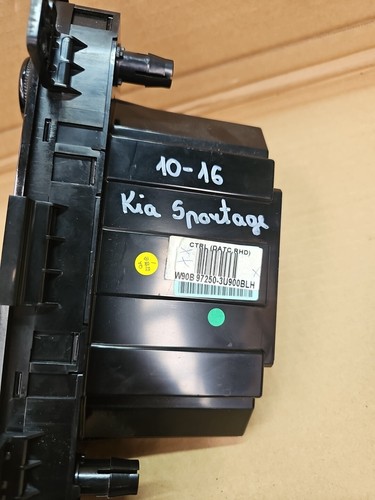 10-16
Kia Sportage
CTRL (DATC,RHD)
W90B 97250-3U900BLH